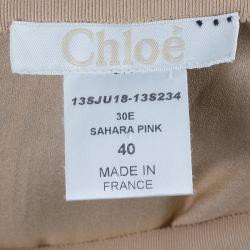 Chloé
13SJU18-13S234
30E
SAHARA PINK
40
MADE IN
FRANCE